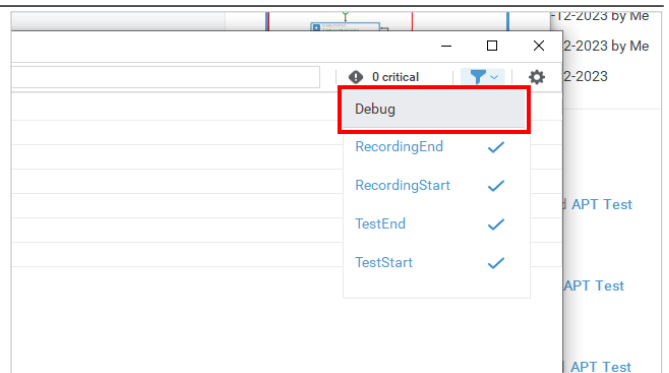 -12-2023 by Me
2-2023 by Me
0 critical
2-2023
Debug
RecordingEnd
RecordingStart
APT Test
TestEnd
TestStart
APT Test
APT Test